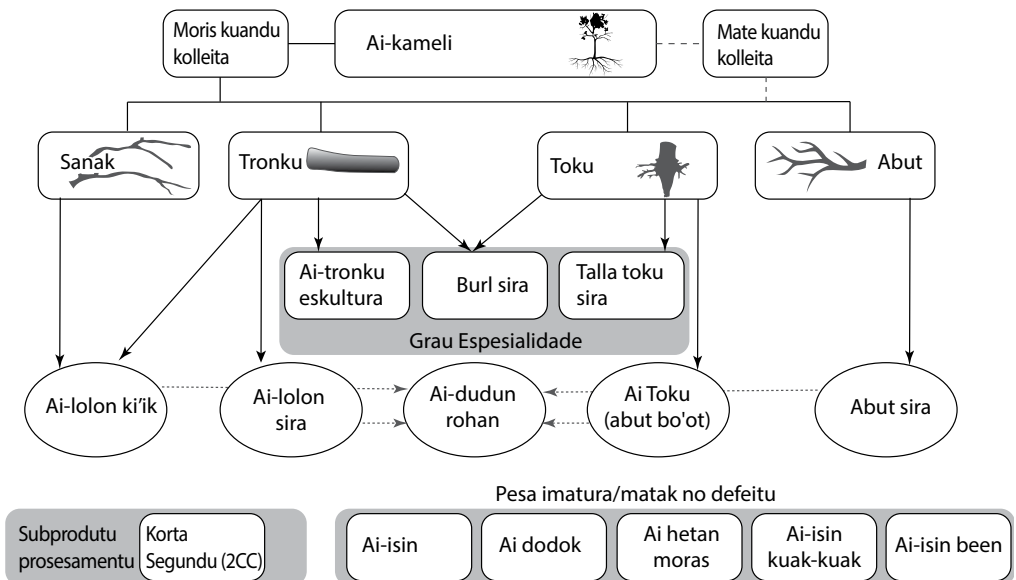 Moris kuandu
kolleita
Ai-kameli
Mate kuandu
kolleita
Sanak
Tronku
Toku
Abut
Ai-tronku
eskultura
Burl sira
Talla toku
sira
Grau Espesialidade
Ai-lolon ki'ik
Ai-lolon
sira
Ai-dudun
rohan
Ai Toku
(abut bo'ot)
Abut sira
Pesa imatura/matak no defeitu
Subprodutu
prosesamentu
Korta
Segundu (2CC)
Ai-isin
Ai dodok
Ai hetan
moras
Ai-isin
kuak-kuak
Ai-isin been